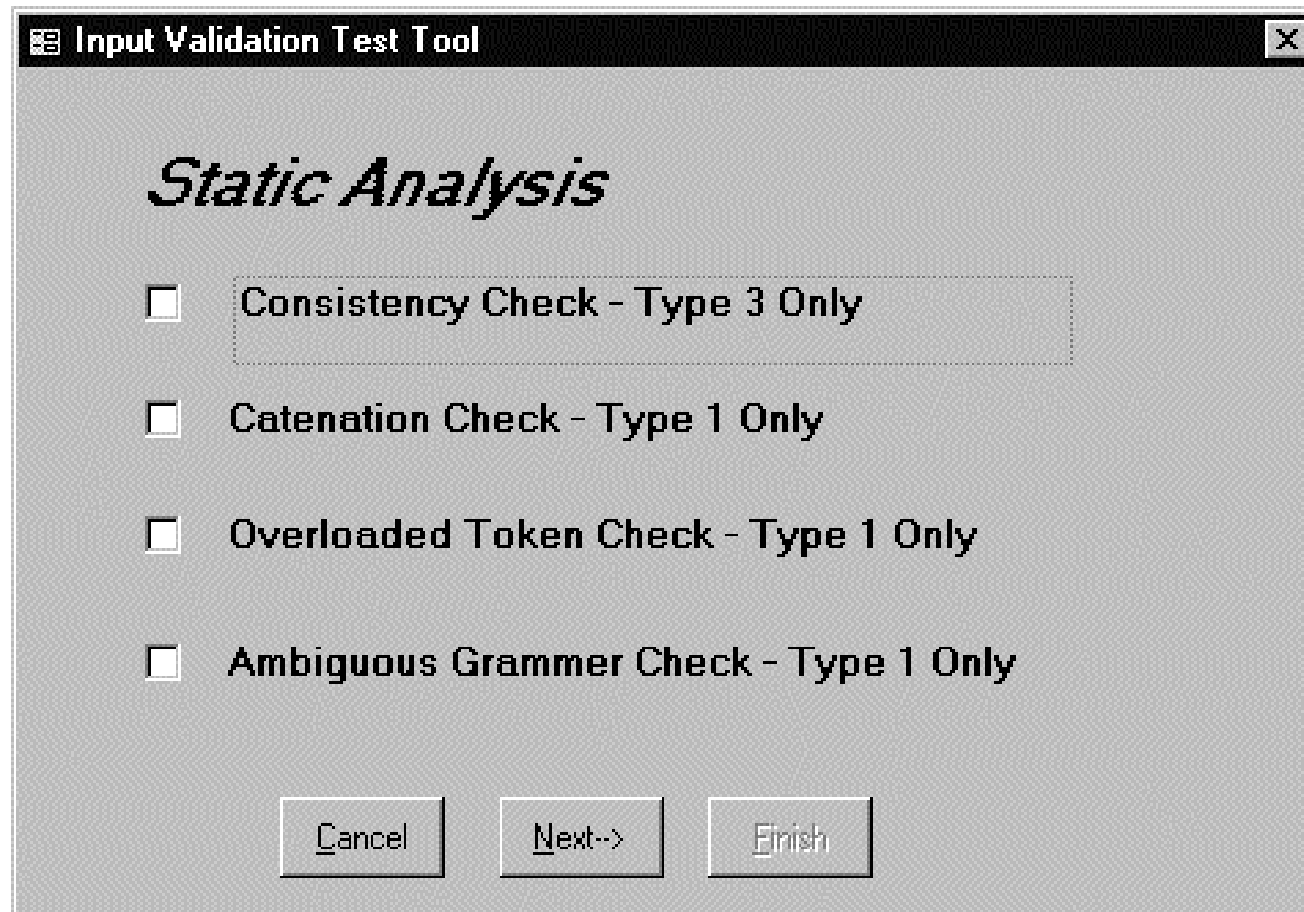 Input Validation Test Tool
Static Analysis
Consistency Check - Type 3 Only
Catenation Check - Type 1 Only
Overloaded Token Check - Type 1 Only
Ambiguous Grammer Check - Type 1 Only
Cancel Next--> Finish